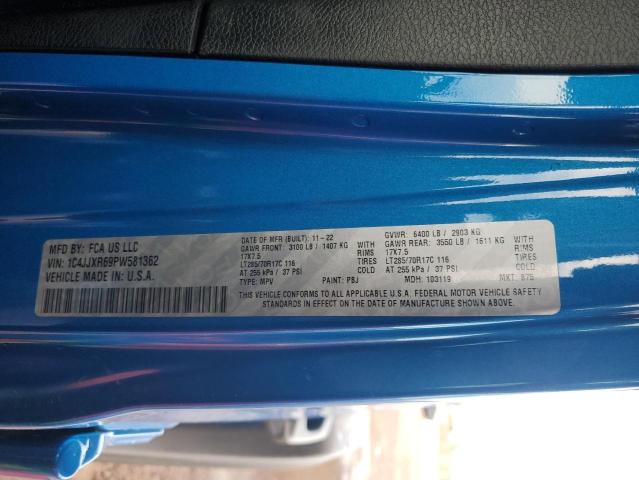 MFD BY: FCA US LLC
VIN: 1C4JJXR69PW581362
VEHICLE MADE IN U.S.A.
DATE OF MFR (BUILT): 11-22
GAWR FRONT: 3100 LB / 1407 KG WITH
17X7.5 RIMS
LT285/70R17C 116 TIRES
AT 255 kPa / 37 PSI COLD
TYPE: MPV PAINT: PBJ
GVWR: 6400 LB / 2903 KG
GAWR REAR: 3550 LB / 1611 KG WITH
17X7.5 RIMS
LT285/70R17C 116 TIRES
AT 255 kPa / 37 PSI COLD
MDH: 103119 MKT: B75
THIS VEHICLE CONFORMS TO ALL APPLICABLE U.S.A. FEDERAL MOTOR VEHICLE SAFETY
STANDARDS IN EFFECT ON THE DATE OF MANUFACTURE SHOWN ABOVE.